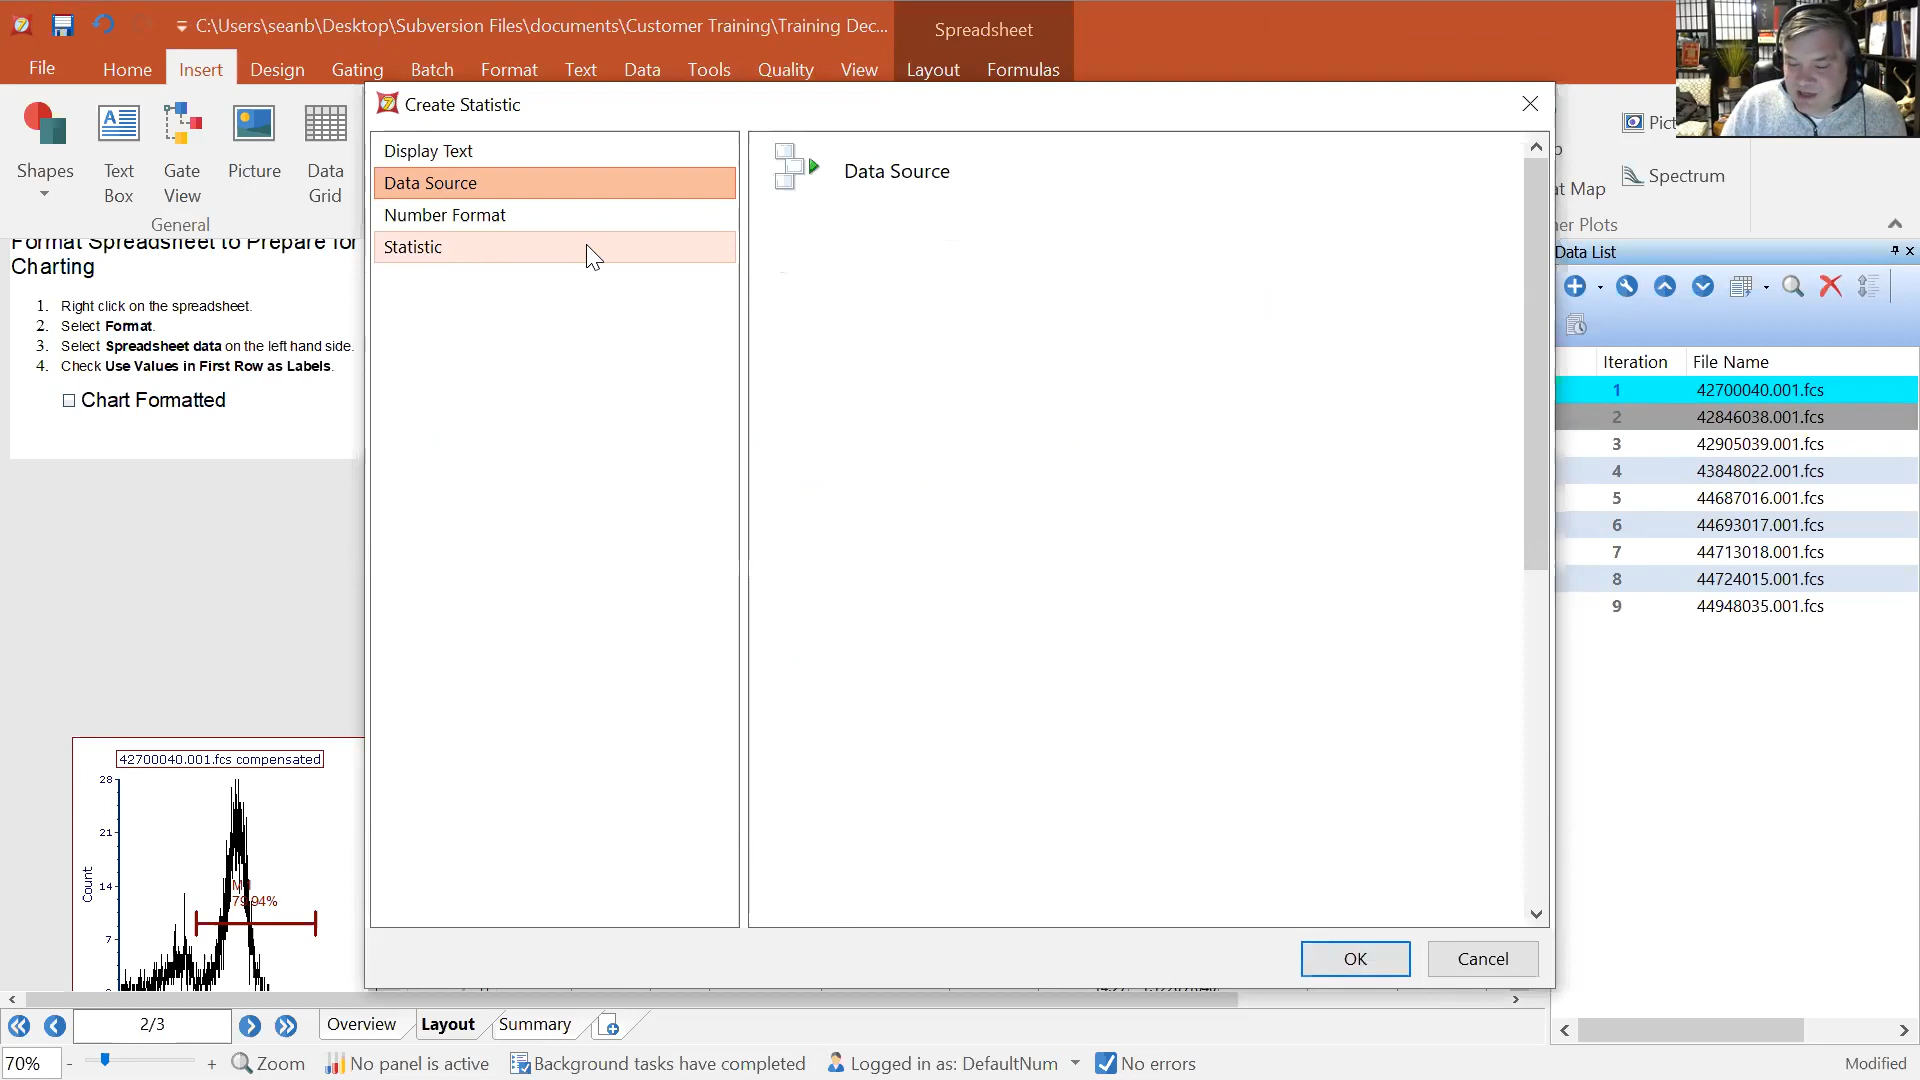 C:\Users\seanb\Desktop\Subversion Files\documents\Customer Training\Training Dec...
Spreadsheet
File
Home
Insert
Design
Gating
Batch
Format
Text
Data
Tools
Quality
View
Layout
Formulas
Shapes
Text Box
Gate View
Picture
Data Grid
General
Create Statistic
Display Text
Data Source
Number Format
Statistic
Data Source
OK
Cancel
Spectrum
Format Spreadsheet to Prepare for
Charting
1. Right click on the spreadsheet.
2. Select Format.
3. Select Spreadsheet data on the left hand side.
4. Check Use Values in First Row as Labels.
Chart Formatted
42700040.001.fcs compensated
28
21
14
7
Count
79.94%
Data List
Iteration File Name
1 42700040.001.fcs
2 42846038.001.fcs
3 42905039.001.fcs
4 43848022.001.fcs
5 44687016.001.fcs
6 44693017.001.fcs
7 44713018.001.fcs
8 44724015.001.fcs
9 44948035.001.fcs
2/3
Overview
Layout
Summary
70%
- +
Zoom
No panel is active
Background tasks have completed
Logged in as: DefaultNum
No errors
Modified